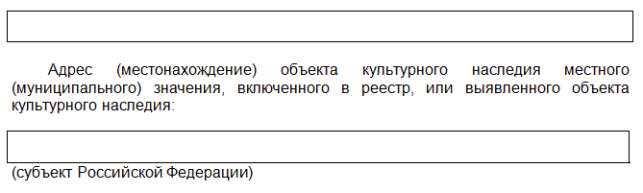 Адрес (местонахождение) объекта культурного наследия местного
(муниципального) значения, включенного в реестр, или выявленного объекта
культурного наследия:
(субъект Российской Федерации)